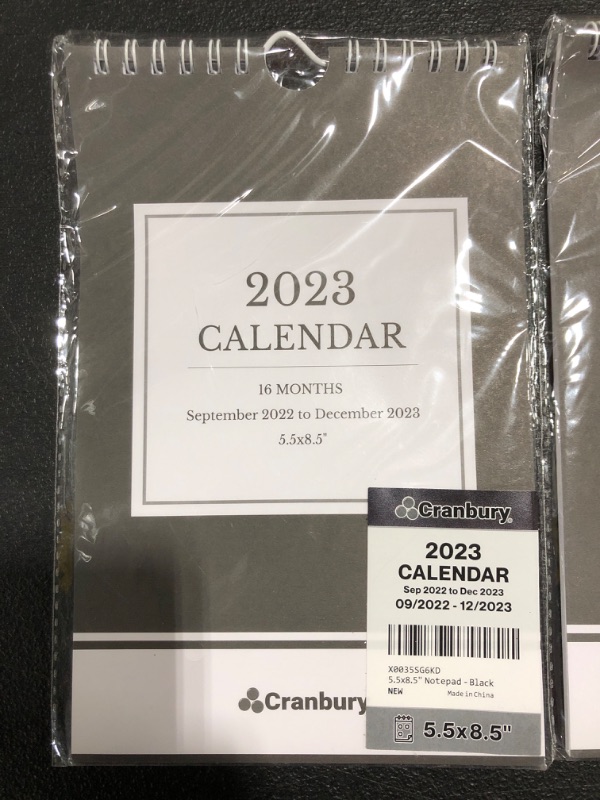 2023
CALENDAR
16 MONTHS
September 2022 to December 2023
5.5x8.5"
Cranbury
Cranbury®
2023
CALENDAR
Sep 2022 to Dec 2023
09/2022 - 12/2023
X0035SG6KD
5.5x8.5" Notepad - Black
NEW Made in China
5.5x8.5"